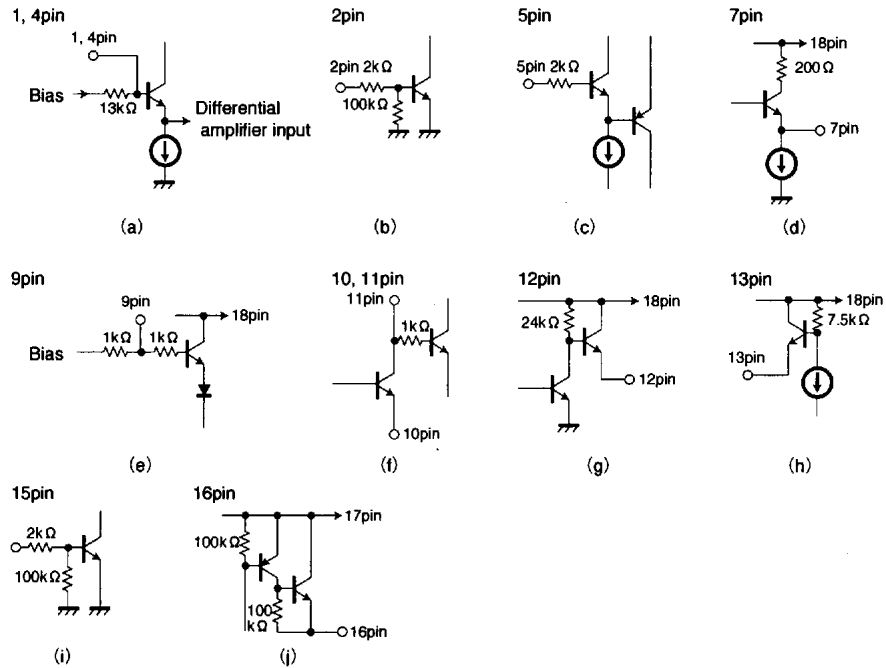 1, 4pin
1, 4pin
Bias
13kΩ
Differential
amplifier input
(a)
2pin
2pin 2kΩ
100kΩ
(b)
5pin
5pin 2kΩ
(c)
7pin
18pin
200Ω
7pin
(d)
9pin
9pin
1kΩ 1kΩ
18pin
Bias
(e)
10, 11pin
11pin
1kΩ
10pin
(f)
12pin
18pin
24kΩ
12pin
(g)
13pin
18pin
7.5kΩ
13pin
(h)
15pin
2kΩ
100kΩ
(i)
16pin
17pin
100kΩ
100
kΩ
16pin
(j)